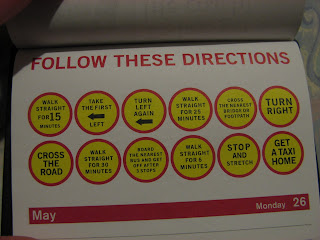 FOLLOW THESE DIRECTIONS
WALK
STRAIGHT
FOR 15
MINUTES
TAKE
THE FIRST
LEFT
TURN
LEFT
AGAIN
WALK
STRAIGHT
FOR 25
MINUTES
CROSS
THE NEAREST
BRIDGE OR
FOOTPATH
TURN
RIGHT
CROSS
THE
ROAD
WALK
STRAIGHT
FOR 30
MINUTES
BOARD
THE NEAREST
BUS AND GET
OFF AFTER
3 STOPS
WALK
STRAIGHT
FOR 5
MINUTES
STOP
AND
STRETCH
GET
A TAXI
HOME
May
Monday 26